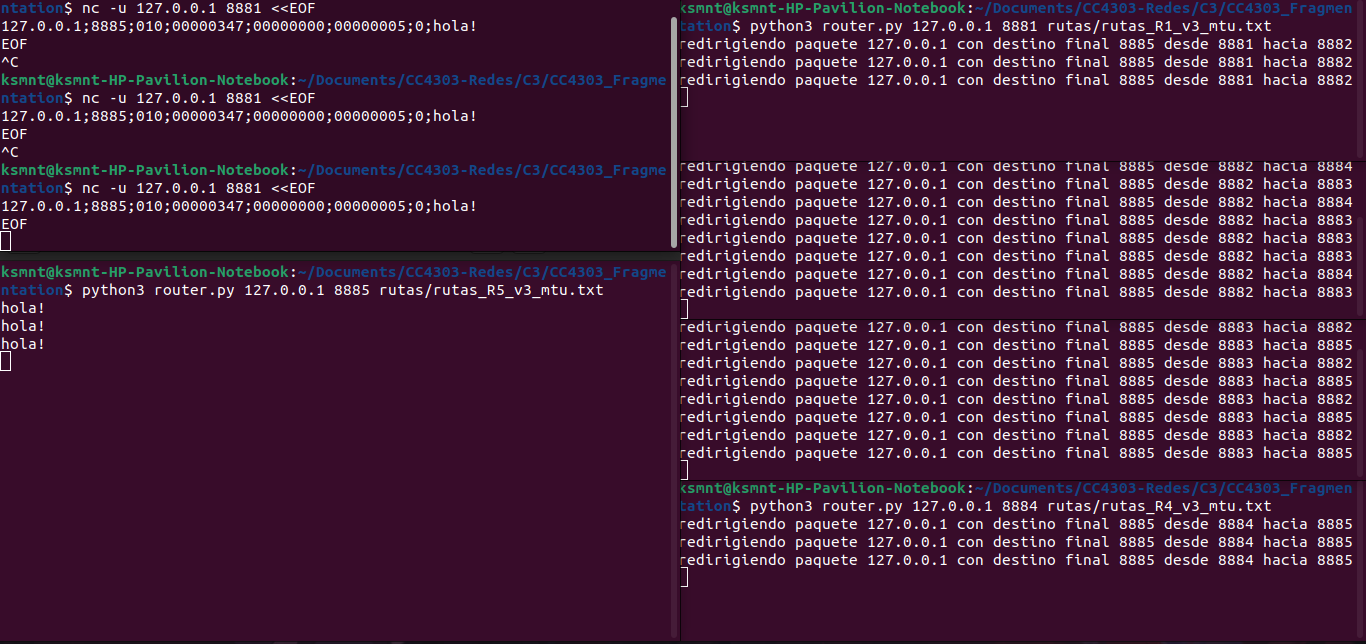 ntation$ nc -u 127.0.0.1 8881 <<EOF
127.0.0.1;8885;010;00000347;00000000;00000005;0;hola!
EOF
^C
ksmnt@ksmnt-HP-Pavilion-Notebook:~/Documents/CC4303-Redes/C3/CC4303_Fragme
ntation$ nc -u 127.0.0.1 8881 <<EOF
127.0.0.1;8885;010;00000347;00000000;00000005;0;hola!
EOF
^C
ksmnt@ksmnt-HP-Pavilion-Notebook:~/Documents/CC4303-Redes/C3/CC4303_Fragme
ntation$ nc -u 127.0.0.1 8881 <<EOF
127.0.0.1;8885;010;00000347;00000000;00000005;0;hola!
EOF
ksmnt@ksmnt-HP-Pavilion-Notebook:~/Documents/CC4303-Redes/C3/CC4303_Fragme
ntation$ python3 router.py 127.0.0.1 8885 rutas/rutas_R5_v3_mtu.txt
hola!
hola!
hola!
ksmnt@ksmnt-HP-Pavilion-Notebook:~/Documents/CC4303-Redes/C3/CC4303_Fragmen
tation$ python3 router.py 127.0.0.1 8881 rutas/rutas_R1_v3_mtu.txt
redirigiendo paquete 127.0.0.1 con destino final 8885 desde 8881 hacia 8882
redirigiendo paquete 127.0.0.1 con destino final 8885 desde 8881 hacia 8882
redirigiendo paquete 127.0.0.1 con destino final 8885 desde 8881 hacia 8882
redirigiendo paquete 127.0.0.1 con destino final 8885 desde 8882 hacia 8884
redirigiendo paquete 127.0.0.1 con destino final 8885 desde 8882 hacia 8883
redirigiendo paquete 127.0.0.1 con destino final 8885 desde 8882 hacia 8884
redirigiendo paquete 127.0.0.1 con destino final 8885 desde 8882 hacia 8883
redirigiendo paquete 127.0.0.1 con destino final 8885 desde 8882 hacia 8883
redirigiendo paquete 127.0.0.1 con destino final 8885 desde 8882 hacia 8883
redirigiendo paquete 127.0.0.1 con destino final 8885 desde 8882 hacia 8884
redirigiendo paquete 127.0.0.1 con destino final 8885 desde 8882 hacia 8883
redirigiendo paquete 127.0.0.1 con destino final 8885 desde 8883 hacia 8882
redirigiendo paquete 127.0.0.1 con destino final 8885 desde 8883 hacia 8885
redirigiendo paquete 127.0.0.1 con destino final 8885 desde 8883 hacia 8882
redirigiendo paquete 127.0.0.1 con destino final 8885 desde 8883 hacia 8885
redirigiendo paquete 127.0.0.1 con destino final 8885 desde 8883 hacia 8882
redirigiendo paquete 127.0.0.1 con destino final 8885 desde 8883 hacia 8885
redirigiendo paquete 127.0.0.1 con destino final 8885 desde 8883 hacia 8882
redirigiendo paquete 127.0.0.1 con destino final 8885 desde 8883 hacia 8885
ksmnt@ksmnt-HP-Pavilion-Notebook:~/Documents/CC4303-Redes/C3/CC4303_Fragmen
tation$ python3 router.py 127.0.0.1 8884 rutas/rutas_R4_v3_mtu.txt
redirigiendo paquete 127.0.0.1 con destino final 8885 desde 8884 hacia 8885
redirigiendo paquete 127.0.0.1 con destino final 8885 desde 8884 hacia 8885
redirigiendo paquete 127.0.0.1 con destino final 8885 desde 8884 hacia 8885